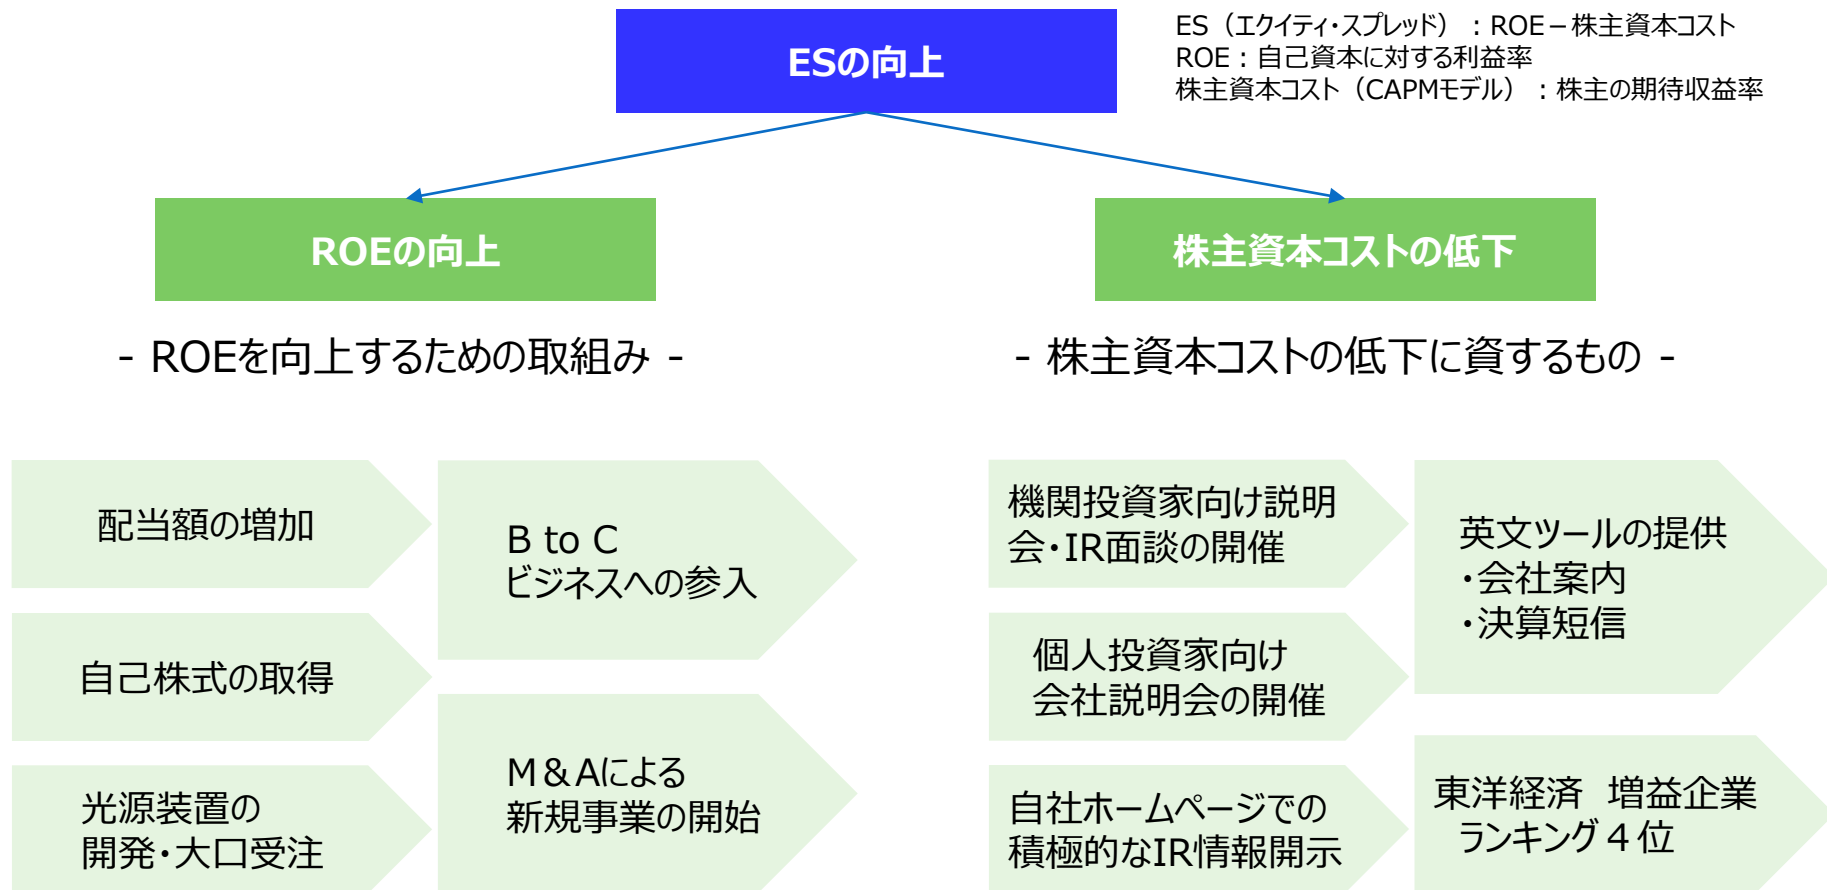 ESの向上
ES（エクイティ・スプレッド）：ROE－株主資本コスト
ROE：自己資本に対する利益率
株主資本コスト（CAPMモデル）：株主の期待収益率
ROEの向上
株主資本コストの低下
- ROEを向上するための取組み -
- 株主資本コストの低下に資するもの -
配当額の増加
自己株式の取得
光源装置の
開発・大口受注
B to C
ビジネスへの参入
M＆Aによる
新規事業の開始
機関投資家向け説明
会・IR面談の開催
個人投資家向け
会社説明会の開催
自社ホームページでの
積極的なIR情報開示
英文ツールの提供
・会社案内
・決算短信
東洋経済　増益企業
ランキング４位